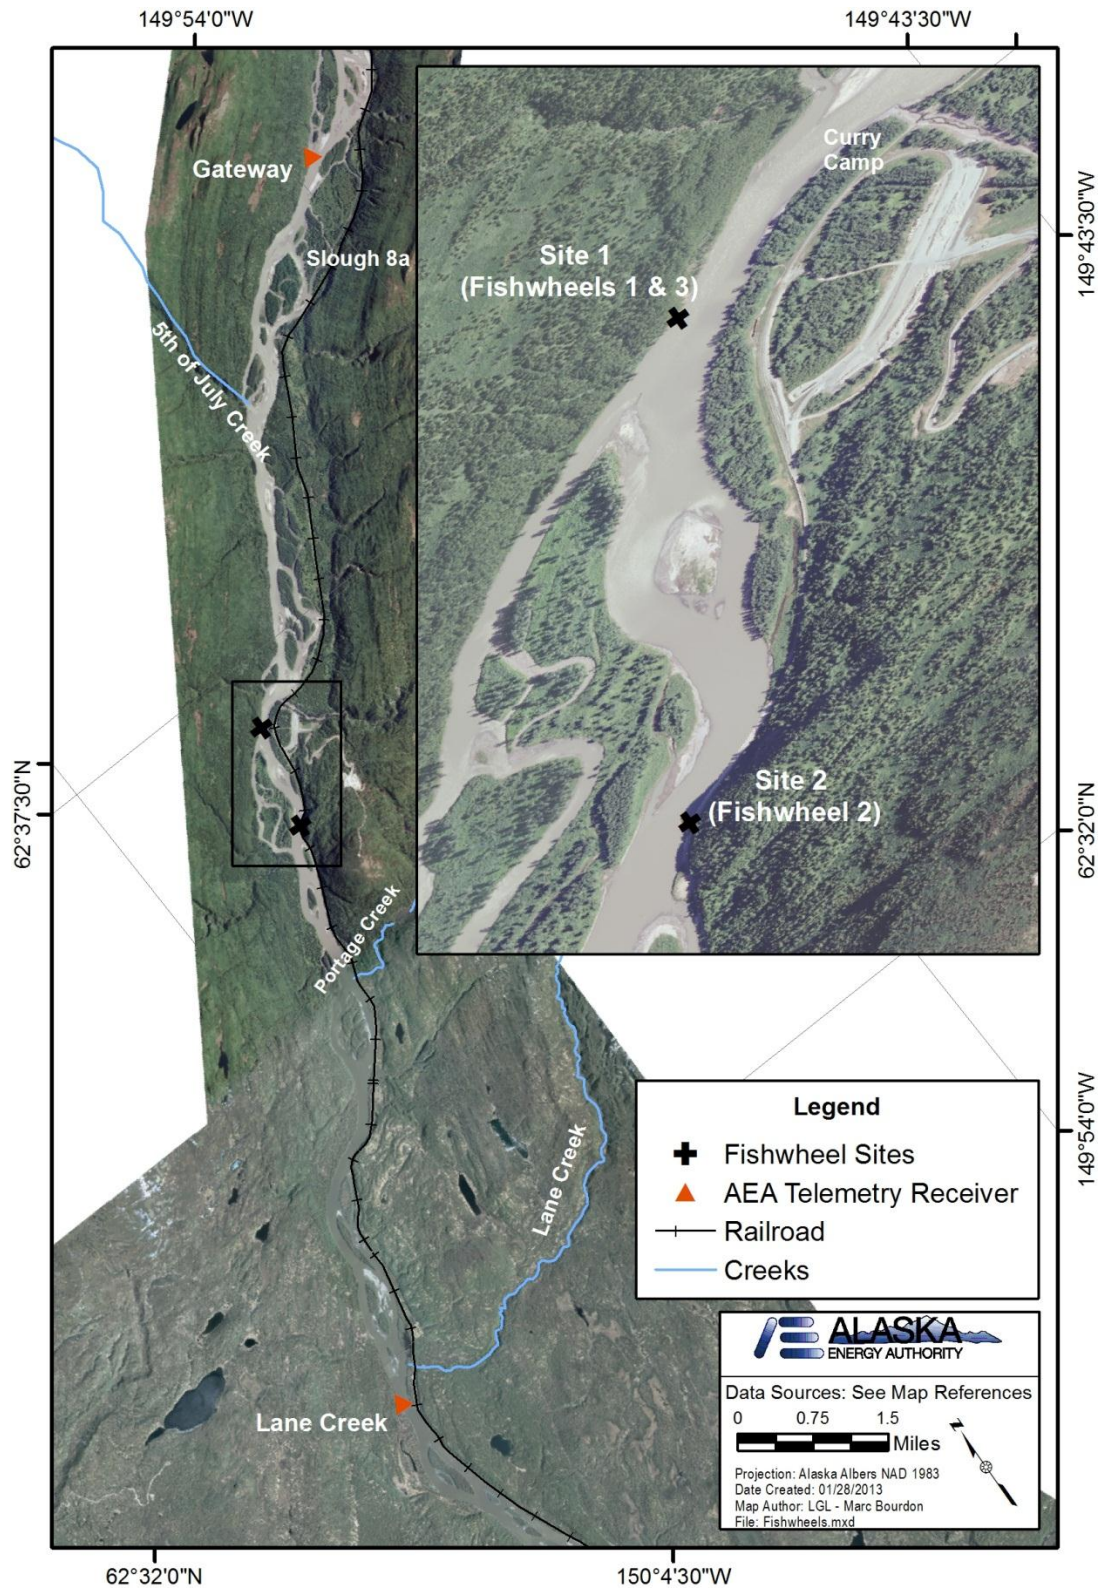 149°54'0"W
149°43'30"W
Gateway
Slough 8a
5th of July Creek
Curry
Camp
Site 1
(Fishwheels 1 & 3)
149°43'30"W
Site 2
(Fishwheel 2)
62°37'30"N
62°32'0"N
Portage Creek
Lane Creek
149°54'0"W
Legend
Fishwheel Sites
AEA Telemetry Receiver
Railroad
Creeks
Lane Creek
ALASKA
ENERGY AUTHORITY
Data Sources: See Map References
0 0.75 1.5
Miles
N
Projection: Alaska Albers NAD 1983
Date Created: 01/28/2013
Map Author: LGL - Marc Bourdon
File: Fishwheels.mxd
62°32'0"N
150°4'30"W